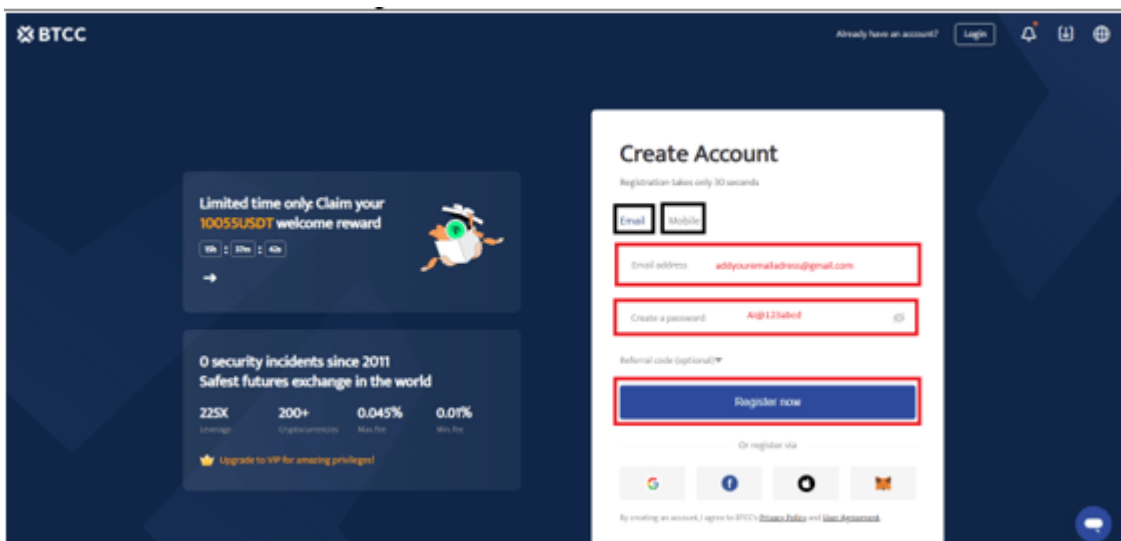 BTCC
Already have an account?
Login
Limited time only: Claim your
10055USDT welcome reward
15h : 37m : 42s
0 security incidents since 2011
Safest futures exchange in the world
225X
200+
0.045%
0.01%
Leverage
Cryptocurrencies
Max Fee
Min Fee
Upgrade to VIP for amazing privileges!
Create Account
Registration takes only 30 seconds
Email
Mobile
Email address
addyouremailadress@gmail.com
Create a password
Referral code (optional)
Register now
Or register via
By creating an account, I agree to BTCC's Privacy Policy and User Agreement.